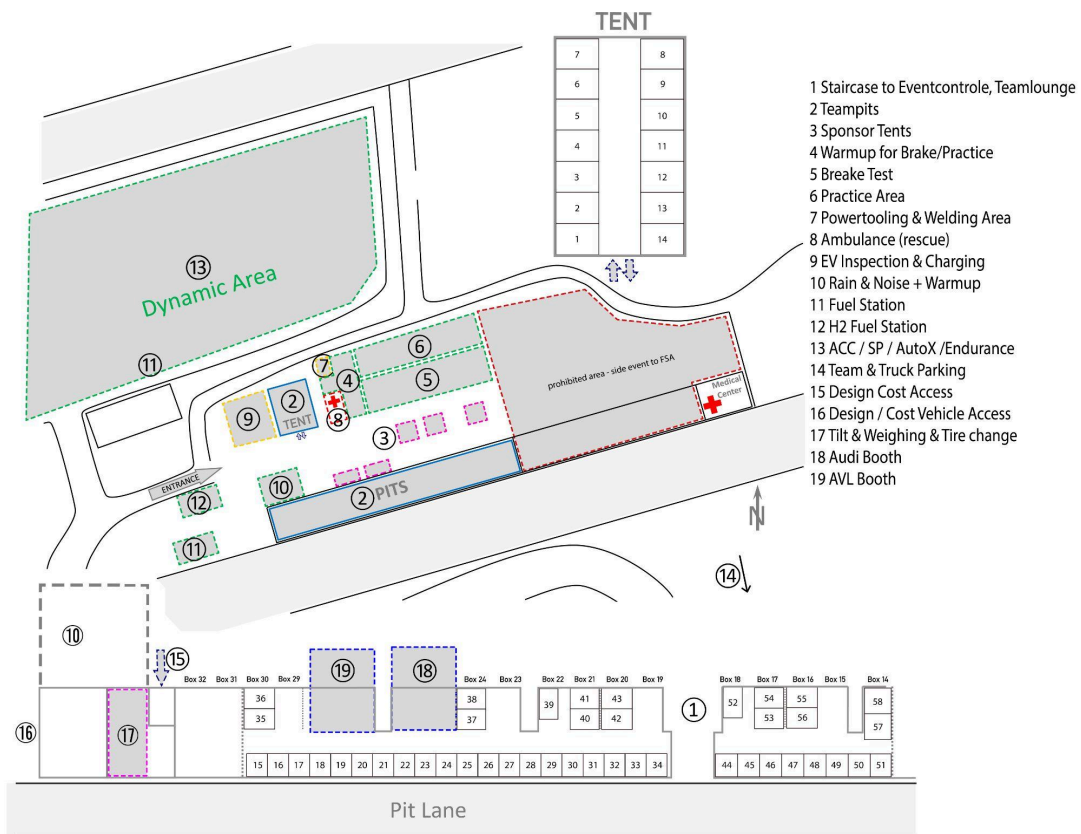 TENT
7 8
6 9
5 10
4 11
3 12
2 13
1 14
1 Staircase to Eventcontrole, Teamlounge
2 Teampits
3 Sponsor Tents
4 Warmup for Brake/Practice
5 Breake Test
6 Practice Area
7 Powertooling & Welding Area
8 Ambulance (rescue)
9 EV Inspection & Charging
10 Rain & Noise + Warmup
11 Fuel Station
12 H2 Fuel Station
13 ACC / SP / AutoX /Endurance
14 Team & Truck Parking
15 Design Cost Access
16 Design / Cost Vehicle Access
17 Tilt & Weighing & Tire change
18 Audi Booth
19 AVL Booth
13
Dynamic Area
11
6
7
4
5
prohibited area - side event to FSA
Medical
Center
9
2
TENT
8
3
ENTRANCE
10
2 PITS
12
11
N
14
10
15
19
18
Box 32 Box 31 Box 30 Box 29 Box 24 Box 23 Box 22 Box 21 Box 20 Box 19 Box 18 Box 17 Box 16 Box 15 Box 14
36 38 39 41 43 52 54 55 58
35 37 40 42 53 56 57
16
17
1
15 16 17 18 19 20 21 22 23 24 25 26 27 28 29 30 31 32 33 34 44 45 46 47 48 49 50 51
Pit Lane